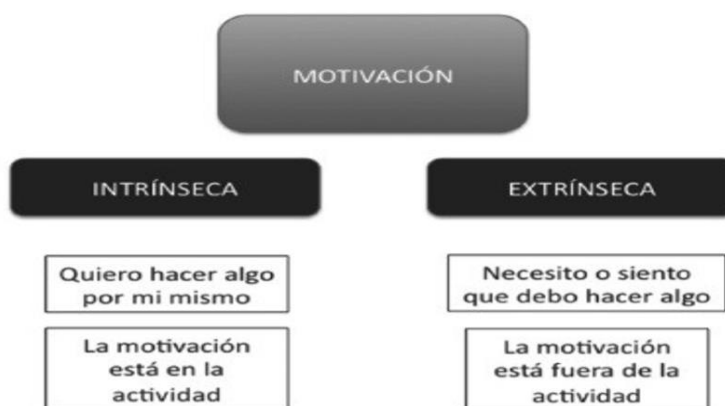 MOTIVACIÓN
INTRÍNSECA
EXTRÍNSECA
Quiero hacer algo
por mi mismo
Necesito o siento
que debo hacer algo
La motivación
está en la
actividad
La motivación
está fuera de la
actividad